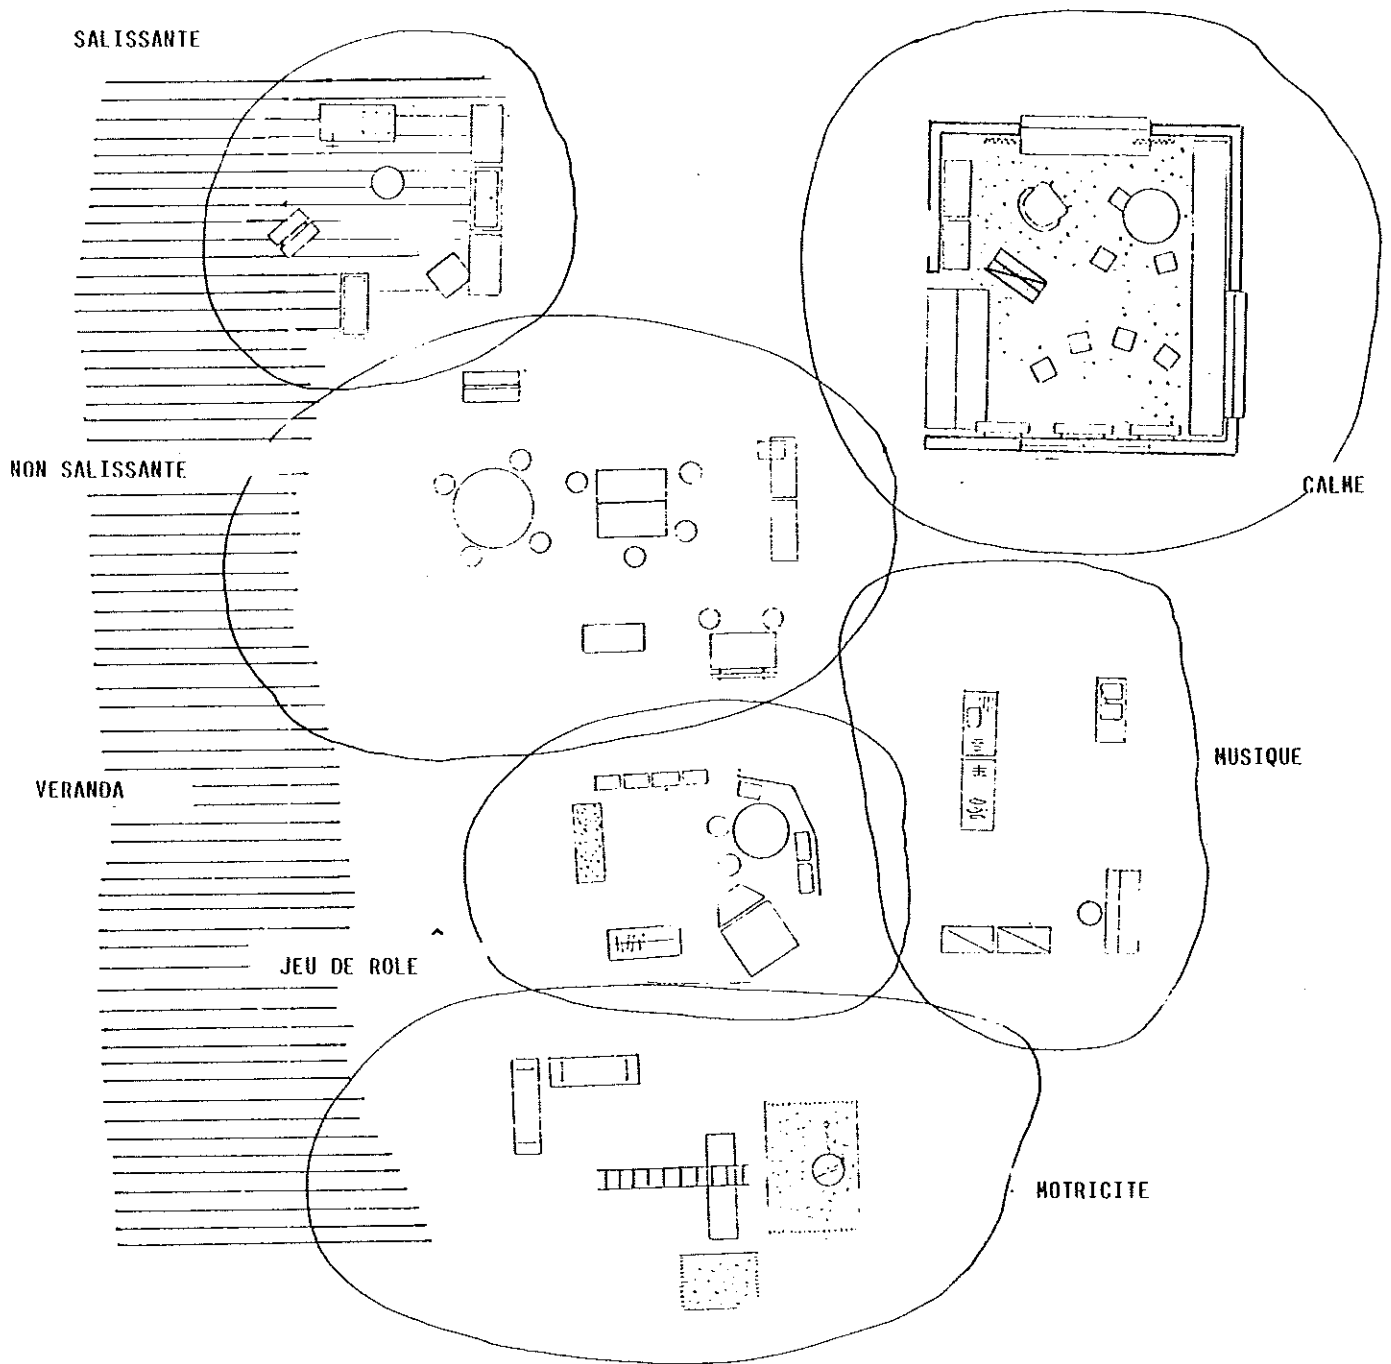 SALISSANTE
NON SALISSANTE
CALME
MUSIQUE
VERANDA
JEU DE ROLE
MOTRICITE